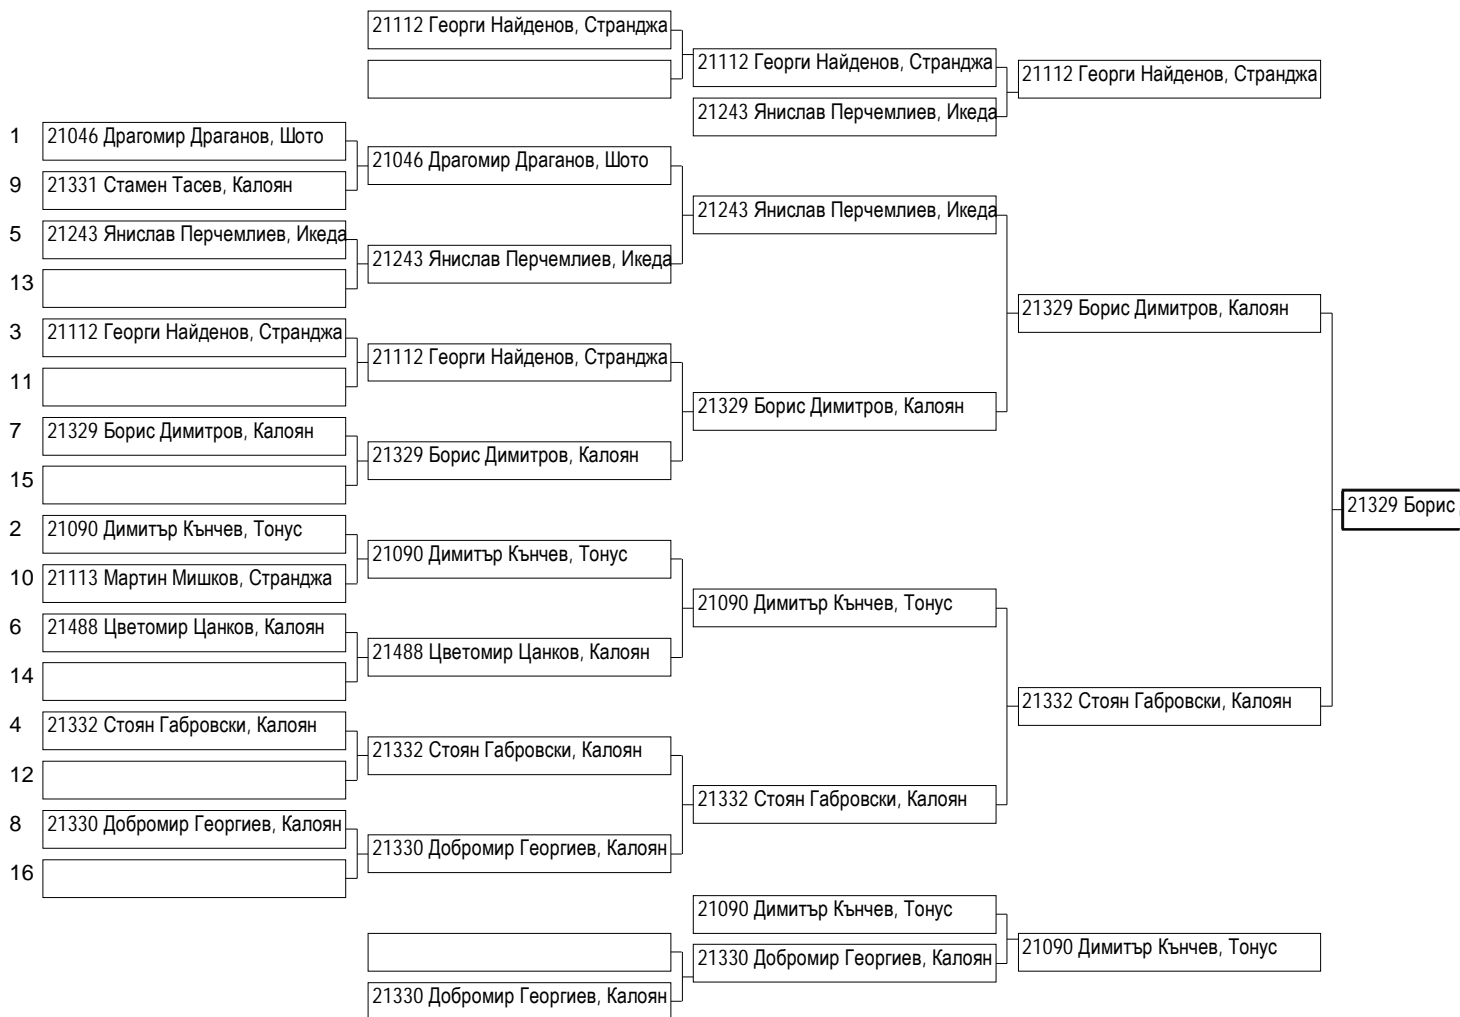 21112 Георги Найденов, Странджа
21112 Георги Найденов, Странджа
21243 Янислав Перчемлиев, Икеда
21112 Георги Найденов, Странджа
1 21046 Драгомир Драганов, Шото
9 21331 Стамен Тасев, Калоян
5 21243 Янислав Перчемлиев, Икеда
13
3 21112 Георги Найденов, Странджа
11
7 21329 Борис Димитров, Калоян
15
2 21090 Димитър Кънчев, Тонус
10 21113 Мартин Мишков, Странджа
6 21488 Цветомир Цанков, Калоян
14
4 21332 Стоян Габровски, Калоян
12
8 21330 Добромир Георгиев, Калоян
16
21046 Драгомир Драганов, Шото
21243 Янислав Перчемлиев, Икеда
21112 Георги Найденов, Странджа
21329 Борис Димитров, Калоян
21090 Димитър Кънчев, Тонус
21488 Цветомир Цанков, Калоян
21332 Стоян Габровски, Калоян
21330 Добромир Георгиев, Калоян
21243 Янислав Перчемлиев, Икеда
21329 Борис Димитров, Калоян
21090 Димитър Кънчев, Тонус
21332 Стоян Габровски, Калоян
21329 Борис Димитров, Калоян
21332 Стоян Габровски, Калоян
21329 Борис
21090 Димитър Кънчев, Тонус
21330 Добромир Георгиев, Калоян
21330 Добромир Георгиев, Калоян
21090 Димитър Кънчев, Тонус